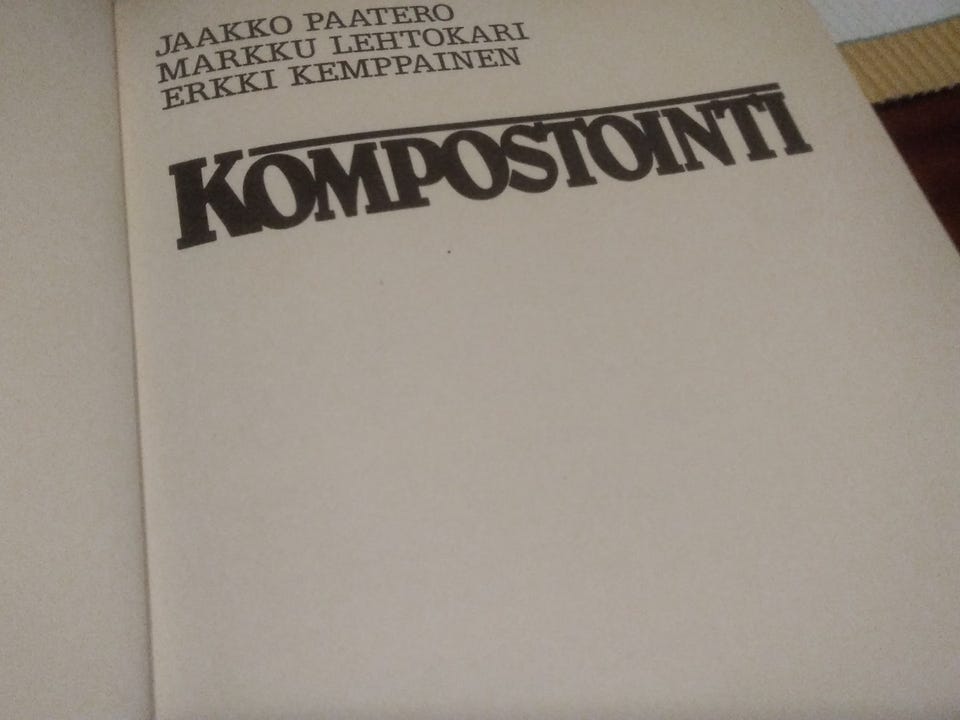 JAAKKO PAATERO
MARKKU LEHTOKARI
ERKKI KEMPPAINEN
KOMPOSTOINTI